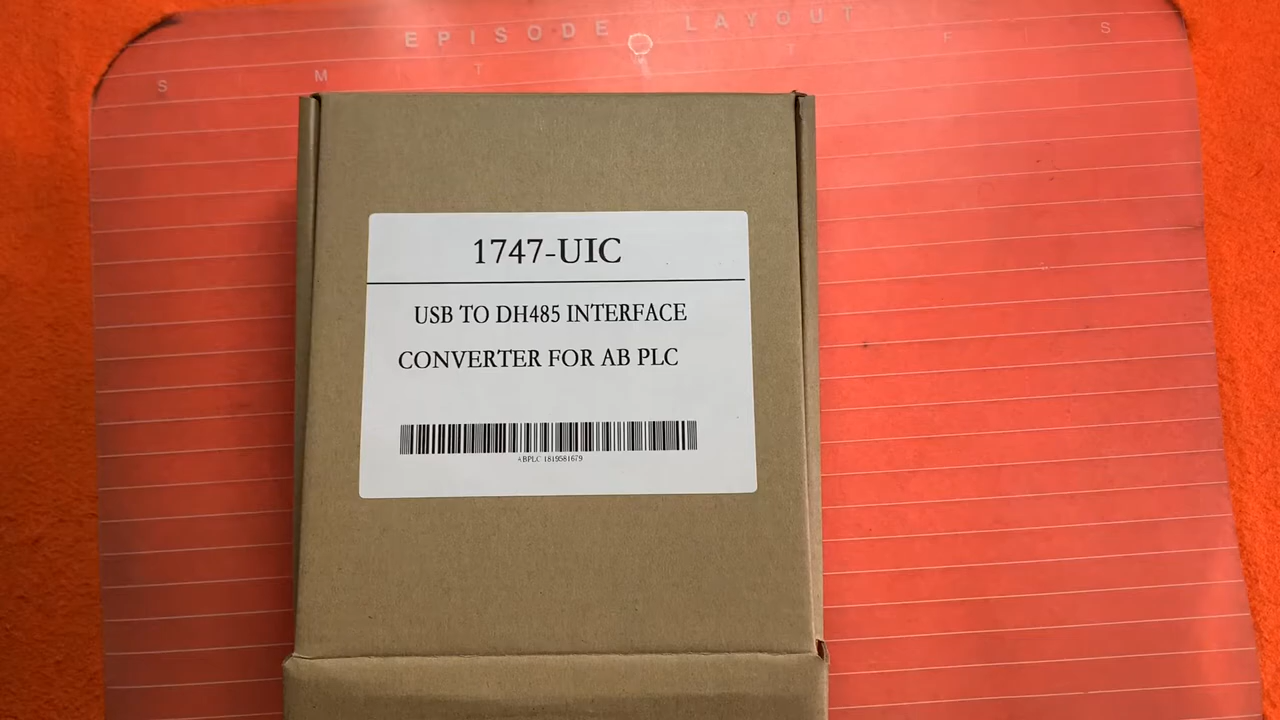 EPISODE LAYOUT
S M T T F S
1747-UIC
USB TO DH485 INTERFACE
CONVERTER FOR AB PLC
ABPLC 1819581679